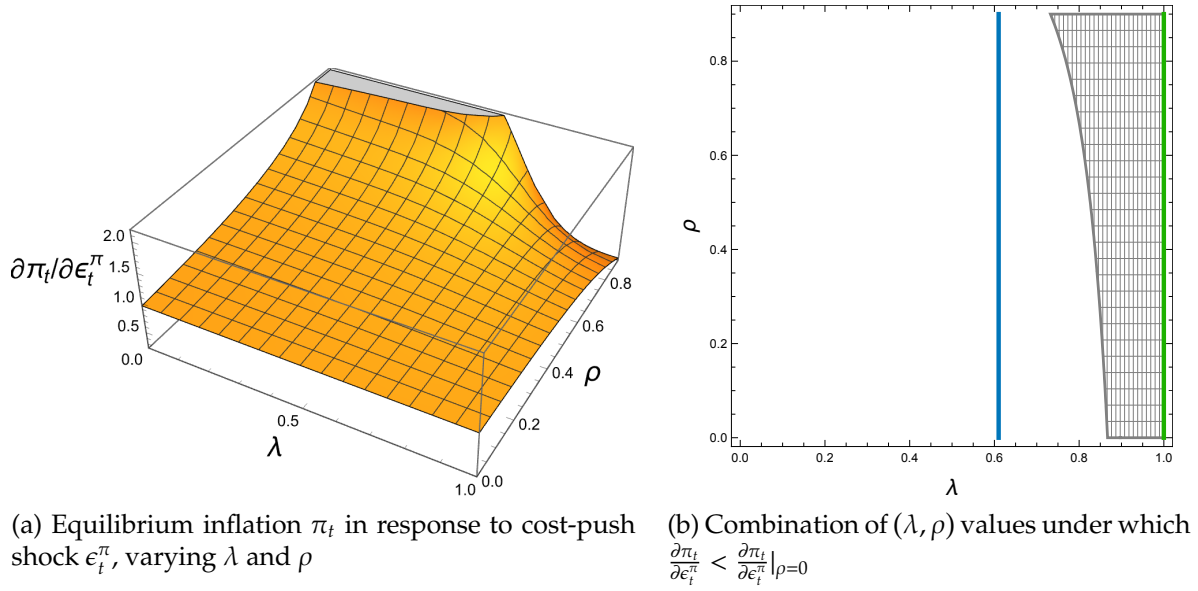 2.0
1.5
1.0
0.5
0.0
∂π_t/∂ϵ_t^π
0.5
λ
1.0
0.0
0.2
0.4
0.6
0.8
ρ
0.8
0.6
0.4
0.2
0.0
ρ
0.0 0.2 0.4 0.6 0.8 1.0
λ
(a) Equilibrium inflation π_t in response to cost-push
shock ϵ_t^π, varying λ and ρ
(b) Combination of (λ, ρ) values under which
∂π_t/∂ϵ_t^π < ∂π_t/∂ϵ_t^π|_{ρ=0}